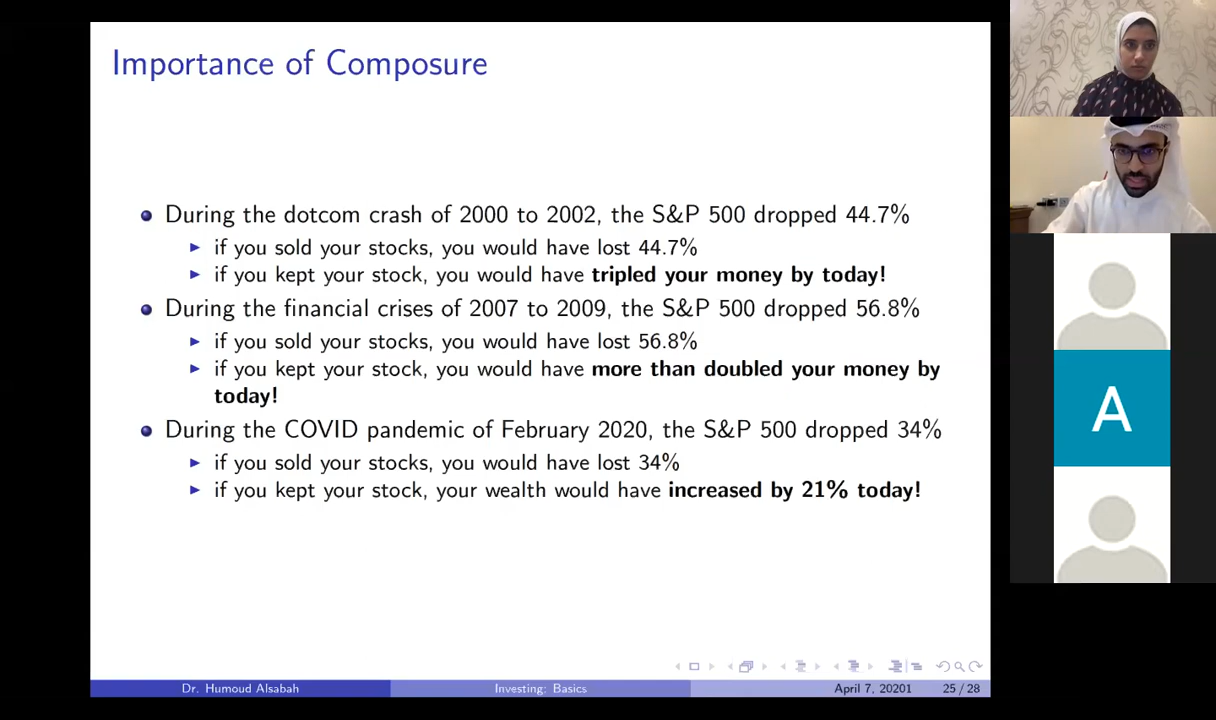 Importance of Composure
During the dotcom crash of 2000 to 2002, the S&P 500 dropped 44.7%
if you sold your stocks, you would have lost 44.7%
if you kept your stock, you would have tripled your money by today!
During the financial crises of 2007 to 2009, the S&P 500 dropped 56.8%
if you sold your stocks, you would have lost 56.8%
if you kept your stock, you would have more than doubled your money by
today!
During the COVID pandemic of February 2020, the S&P 500 dropped 34%
if you sold your stocks, you would have lost 34%
if you kept your stock, your wealth would have increased by 21% today!
Dr. Humoud Alsabah Investing: Basics April 7, 20201 25 / 28
A